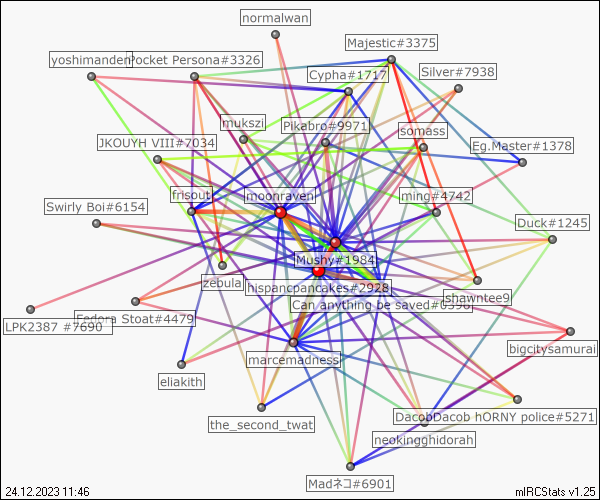 normalwan
Majestic#3375
yoshimanden
Pocket Persona#3326
Cypha#1717
Silver#7938
mukszi
Pikabro#9971
somass
JKOUYH VIII#7034
Eg.Master#1378
frisout
moonraven
ming#4742
Swirly Boi#6154
Duck#1245
Mushy#1984
zebula
hispancpancakes#2928
Can anything be saved#0398
shawntee9
LPK2387 #7690
Fedora Stoat#4479
bigcitysamurai
marcemadness
eliakith
the_second_twat
DacobDacob hORNY police#5271
neokingghidorah
Madネコ#6901
24.12.2023 11:46
mIRCStats v1.25